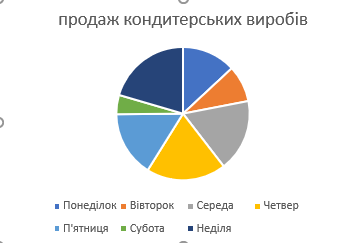 продаж кондитерських виробів
Понеділок Вівторок Середа Четвер
П'ятниця Субота Неділя